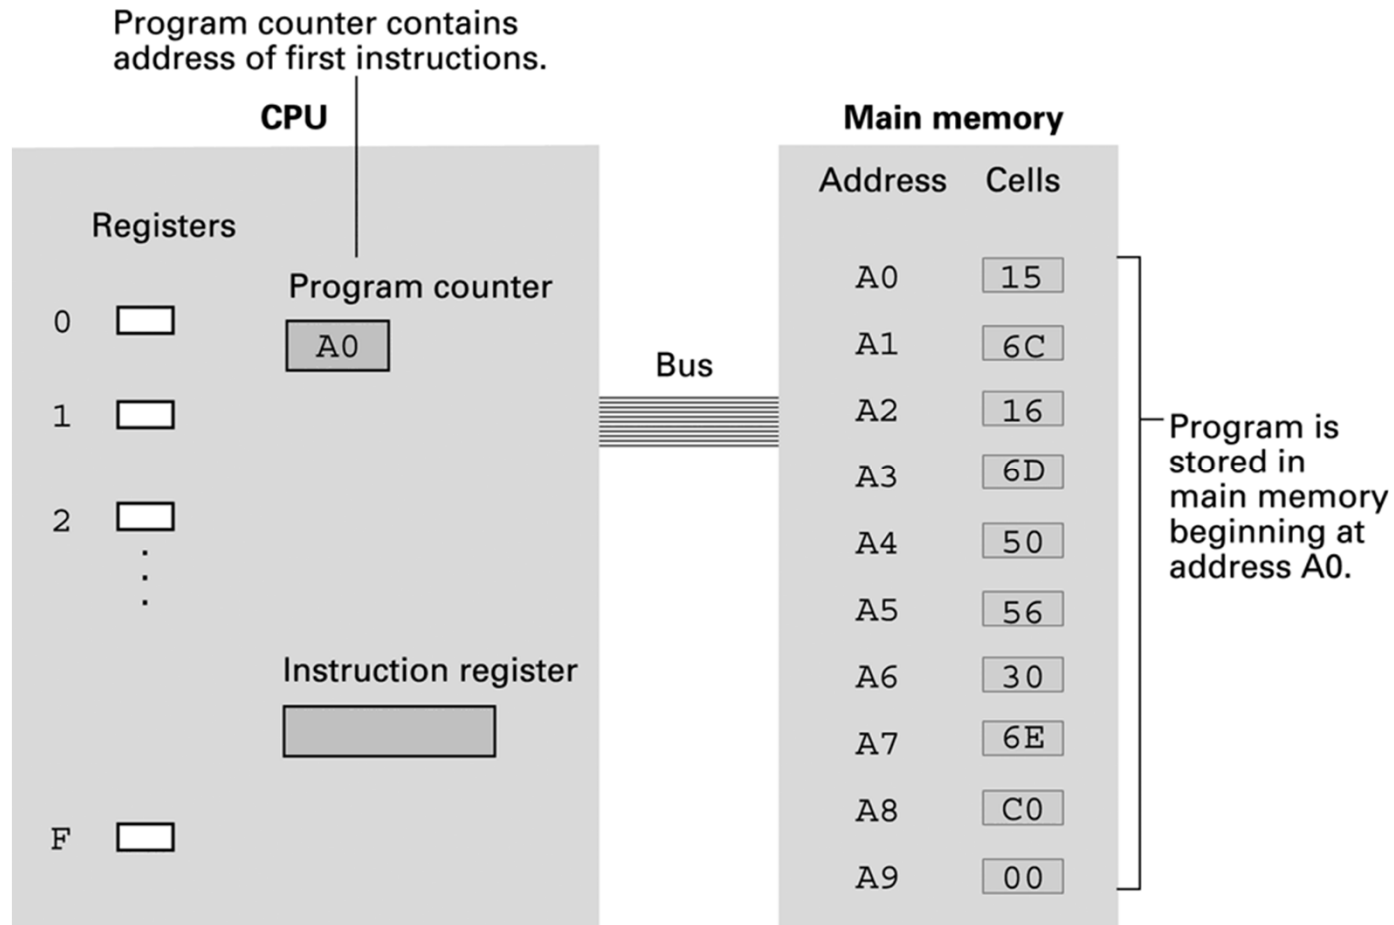 Program counter contains
address of first instructions.
CPU
Registers
0
1
2
.
.
.
F
Program counter
A0
Instruction register
Bus
Main memory
Address Cells
A0 15
A1 6C
A2 16
A3 6D
A4 50
A5 56
A6 30
A7 6E
A8 C0
A9 00
Program is
stored in
main memory
beginning at
address A0.